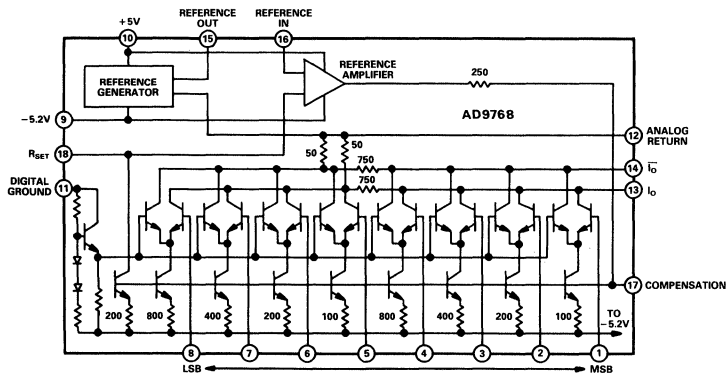 REFERENCE OUT
REFERENCE IN
+5V
10
15
16
REFERENCE GENERATOR
REFERENCE AMPLIFIER
250
AD9768
-5.2V
9
12
ANALOG RETURN
RSET
18
50
50
750
14
IO
DIGITAL GROUND
11
750
13
IO
17
COMPENSATION
200
800
400
200
100
800
400
200
100
TO -5.2V
8
7
6
5
4
3
2
1
LSB
MSB